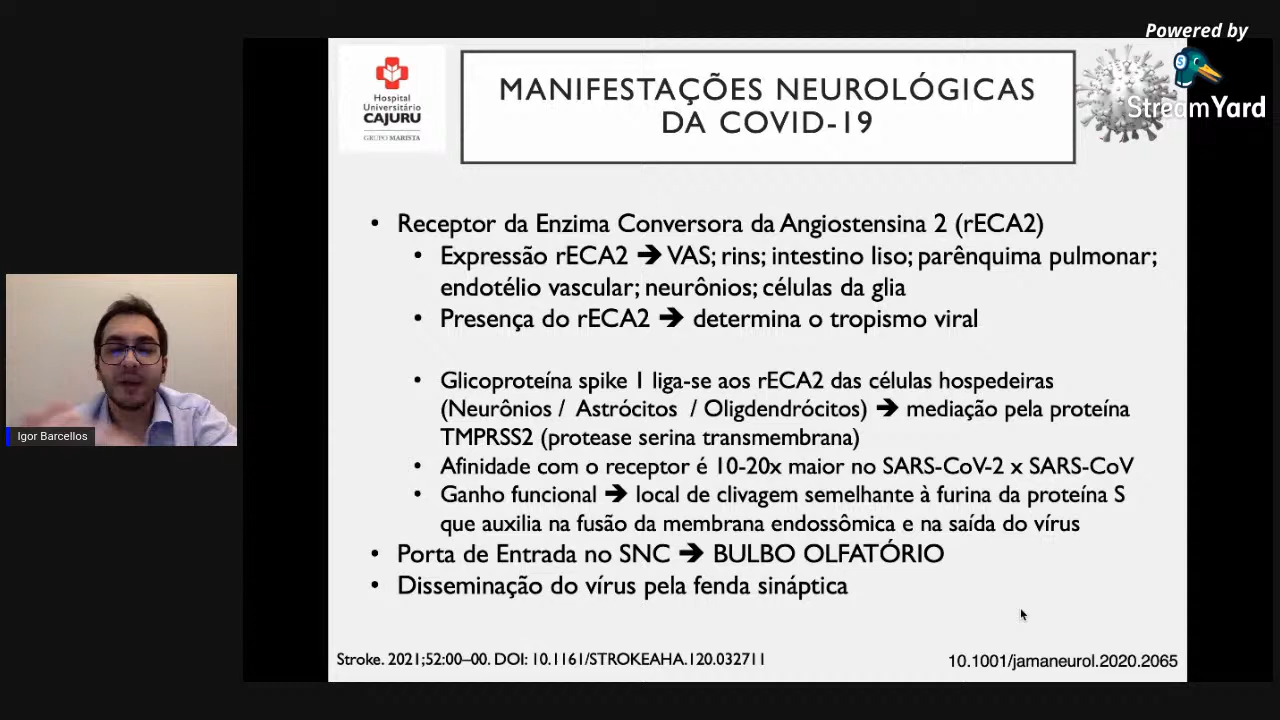 Powered by
StreamYard
Hospital
Universitário
CAJURU
GRUPO MARISTA
MANIFESTAÇÕES NEUROLÓGICAS
DA COVID-19
• Receptor da Enzima Conversora da Angiostensina 2 (rECA2)
• Expressão rECA2 ➔ VAS; rins; intestino liso; parênquima pulmonar;
endotélio vascular; neurônios; células da glia
• Presença do rECA2 ➔ determina o tropismo viral
• Glicoproteína spike 1 liga-se aos rECA2 das células hospedeiras
(Neurônios / Astrócitos / Oligdendrócitos) ➔ mediação pela proteína
TMPRSS2 (protease serina transmembrana)
• Afinidade com o receptor é 10-20x maior no SARS-CoV-2 x SARS-CoV
• Ganho funcional ➔ local de clivagem semelhante à furina da proteína S
que auxilia na fusão da membrana endossômica e na saída do vírus
• Porta de Entrada no SNC ➔ BULBO OLFATÓRIO
• Disseminação do vírus pela fenda sináptica
Stroke. 2021;52:00–00. DOI: 10.1161/STROKEAHA.120.032711
10.1001/jamaneurol.2020.2065
Igor Barcellos